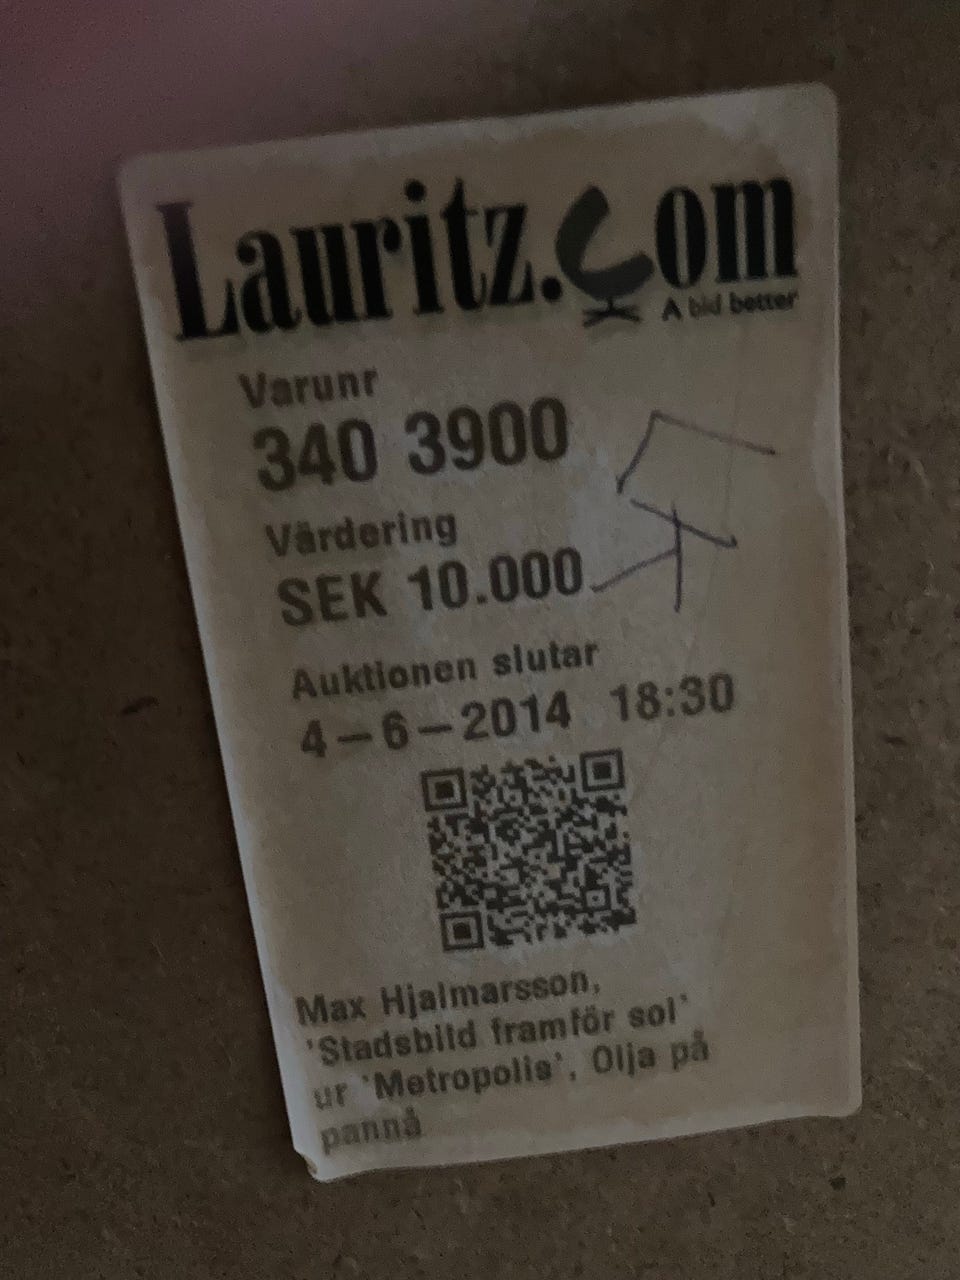 Lauritz.com
A bid better
Varunr
340 3900
Värdering
SEK 10.000
Auktionen slutar
4-6-2014 18:30
Max Hjalmarsson,
'Stadsbild framför sol'
ur 'Metropolis', Olja på
pannå